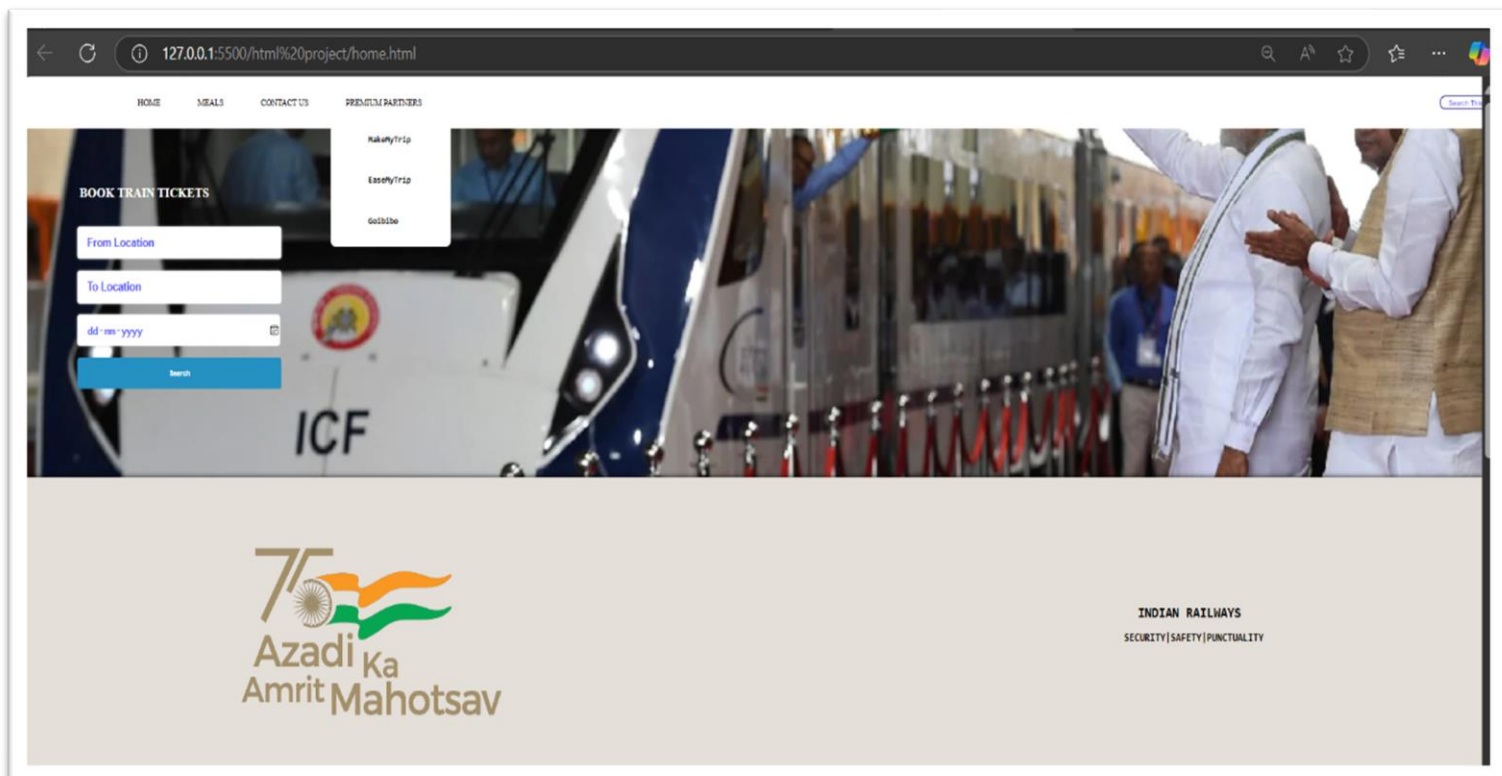 127.0.0.1:5500/html%20project/home.html
HOME MEALS CONTACT US PREMIUM PARTNERS
MakeMyTrip
EaseMyTrip
Goibibo
BOOK TRAIN TICKETS
From Location
To Location
dd-mm-yyyy
Search
ICF
75
Azadi Ka
Amrit Mahotsav
INDIAN RAILWAYS
SECURITY|SAFETY|PUNCTUALITY